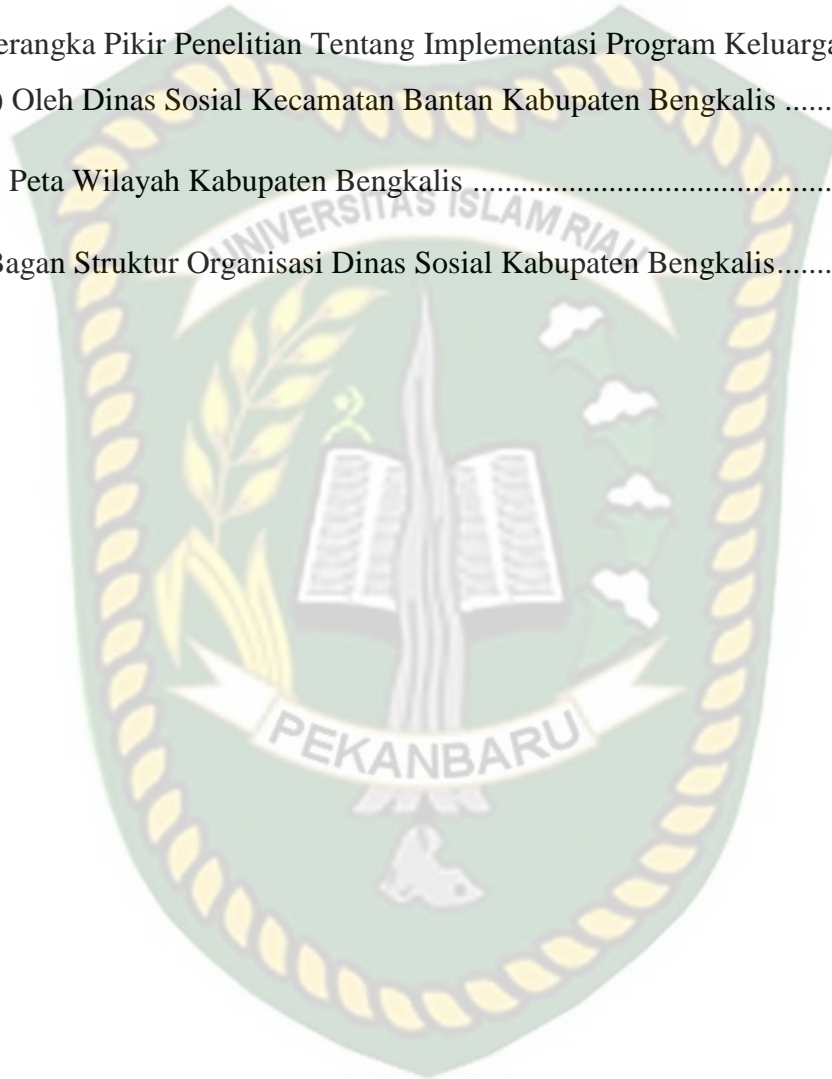 erangka Pikir Penelitian Tentang Implementasi Program Keluarga
) Oleh Dinas Sosial Kecamatan Bantan Kabupaten Bengkalis ......
Peta Wilayah Kabupaten Bengkalis ........................................
UNIVERSITAS ISLAM RIAU
Bagan Struktur Organisasi Dinas Sosial Kabupaten Bengkalis.......
PEKANBARU